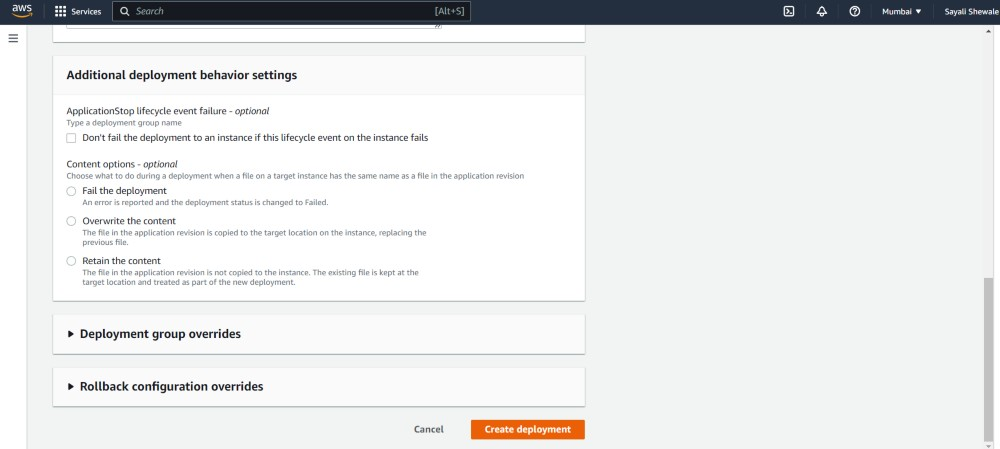 aws
Services
Search
[Alt+S]
Mumbai ▼
Sayali Shewale
Additional deployment behavior settings
ApplicationStop lifecycle event failure - optional
Type a deployment group name
Don't fail the deployment to an instance if this lifecycle event on the instance fails
Content options - optional
Choose what to do during a deployment when a file on a target instance has the same name as a file in the application revision
Fail the deployment
An error is reported and the deployment status is changed to Failed.
Overwrite the content
The file in the application revision is copied to the target location on the instance, replacing the
previous file.
Retain the content
The file in the application revision is not copied to the instance. The existing file is kept at the
target location and treated as part of the new deployment.
Deployment group overrides
Rollback configuration overrides
Cancel
Create deployment